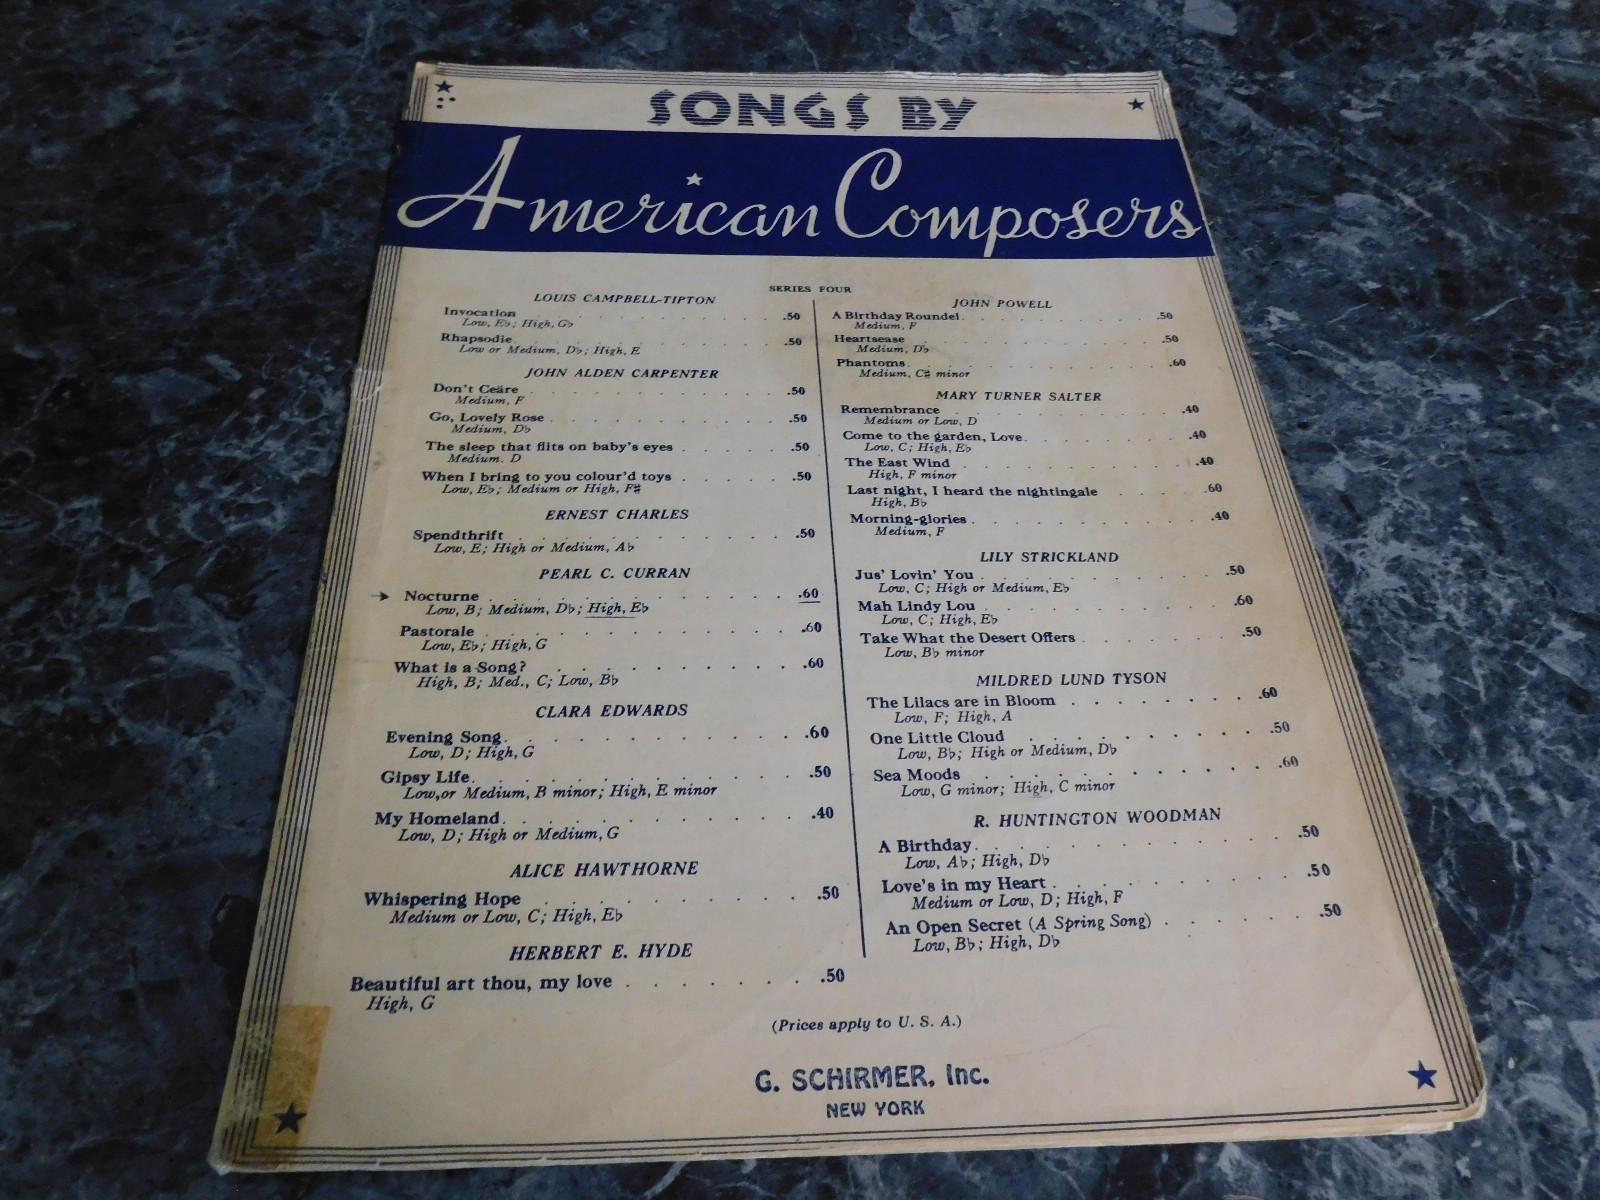 SONGS BY
American Composers
SERIES FOUR
LOUIS CAMPBELL-TIPTON
Invocation . . . . . . . . . . .50
Low, E♭; High, G♭
Rhapsodie . . . . . . . . . . .50
Low or Medium, D♭; High, E
JOHN ALDEN CARPENTER
Don't Ceäre . . . . . . . . . . .50
Medium, F
Go, Lovely Rose . . . . . . . . . . .50
Medium, D♭
The sleep that flits on baby's eyes . . . . . .50
Medium. D
When I bring to you colour'd toys . . . . . .50
Low, E♭; Medium or High, F♯
ERNEST CHARLES
Spendthrift . . . . . . . . . . .50
Low, E; High or Medium, A♭
PEARL C. CURRAN
Nocturne . . . . . . . . . . .60
Low, B; Medium, D♭; High, E♭
Pastorale . . . . . . . . . . .60
Low, E♭; High, G
What is a Song? . . . . . . . . . .60
High, B; Med., C; Low, B♭
CLARA EDWARDS
Evening Song . . . . . . . . . . .60
Low, D; High, G
Gipsy Life . . . . . . . . . . .50
Low, or Medium, B minor; High, E minor
My Homeland . . . . . . . . . . .40
Low, D; High or Medium, G
ALICE HAWTHORNE
Whispering Hope . . . . . . . . .50
Medium or Low, C; High, E♭
HERBERT E. HYDE
Beautiful art thou, my love . . . . . . . .50
High, G
JOHN POWELL
A Birthday Roundel . . . . . . . . . .50
Medium, F
Heartsease . . . . . . . . . . .50
Medium, D♭
Phantoms . . . . . . . . . . .60
Medium, C♯ minor
MARY TURNER SALTER
Remembrance . . . . . . . . . .40
Medium or Low, D
Come to the garden, Love . . . . . . . .40
Low, C; High, E♭
The East Wind . . . . . . . . . .40
High, F minor
Last night, I heard the nightingale . . . . .60
High, B♭
Morning-glories . . . . . . . . . .40
Medium, F
LILY STRICKLAND
Jus' Lovin' You . . . . . . . . . .50
Low, C; High or Medium, E♭
Mah Lindy Lou . . . . . . . . . .60
Low, C; High, E♭
Take What the Desert Offers . . . . . . . .50
Low, B♭ minor
MILDRED LUND TYSON
The Lilacs are in Bloom . . . . . . . .60
Low, F; High, A
One Little Cloud . . . . . . . . . .50
Low, B♭; High or Medium, D♭
Sea Moods . . . . . . . . . . .60
Low, G minor; High, C minor
R. HUNTINGTON WOODMAN
A Birthday . . . . . . . . . . .50
Low, A♭; High, D♭
Love's in my Heart . . . . . . . . . .50
Medium or Low, D; High, F
An Open Secret (A Spring Song) . . . . . . .50
Low, B♭; High, D♭
(Prices apply to U. S. A.)
G. SCHIRMER, Inc.
NEW YORK